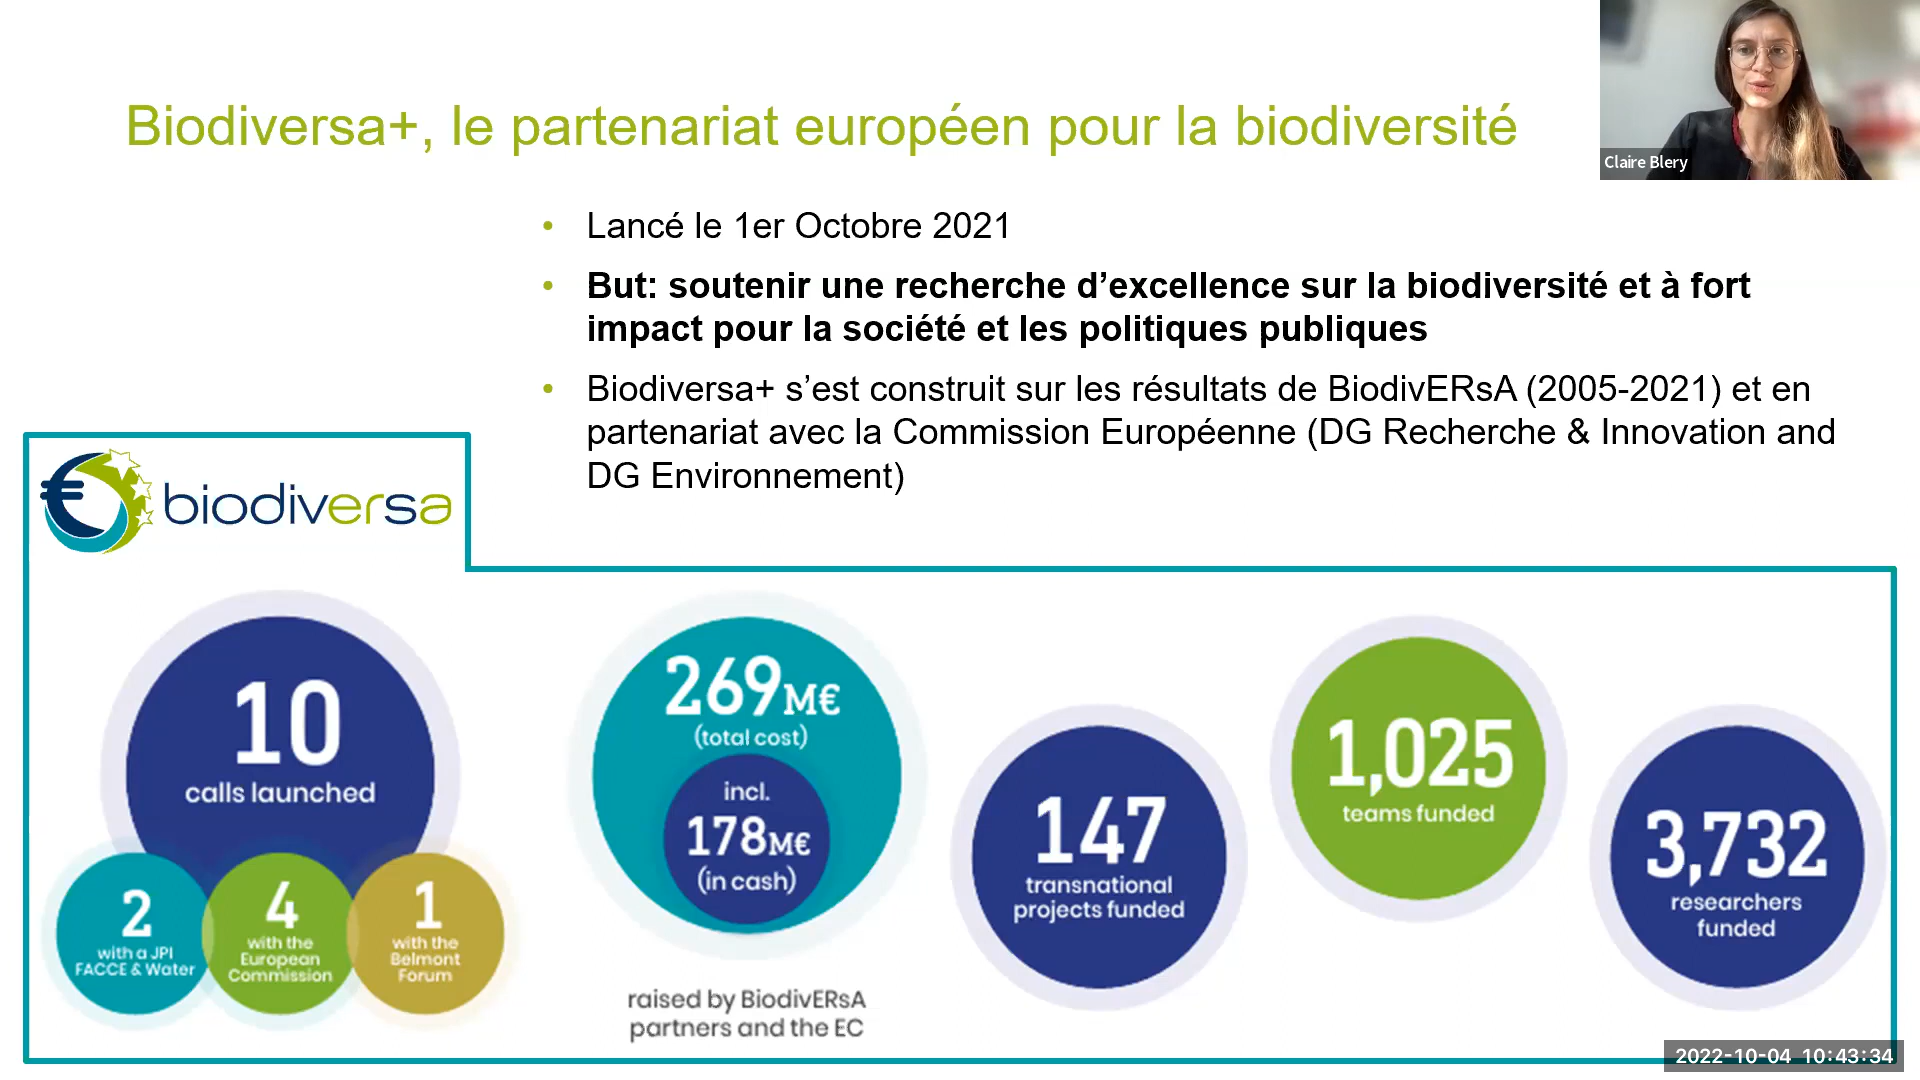 Biodiversa+, le partenariat européen pour la biodiversité
Claire Blery
• Lancé le 1er Octobre 2021
• But: soutenir une recherche d’excellence sur la biodiversité et à fort
impact pour la société et les politiques publiques
• Biodiversa+ s’est construit sur les résultats de BiodivERsA (2005-2021) et en
partenariat avec la Commission Européenne (DG Recherche & Innovation and
DG Environnement)
€ biodiversa
10
calls launched
2
with a JPI
FACCE & Water
4
with the
European
Commission
1
with the
Belmont
Forum
269M€
(total cost)
incl.
178M€
(in cash)
raised by BiodivERsA
partners and the EC
147
transnational
projects funded
1,025
teams funded
3,732
researchers
funded
2022-10-04 10:43:34